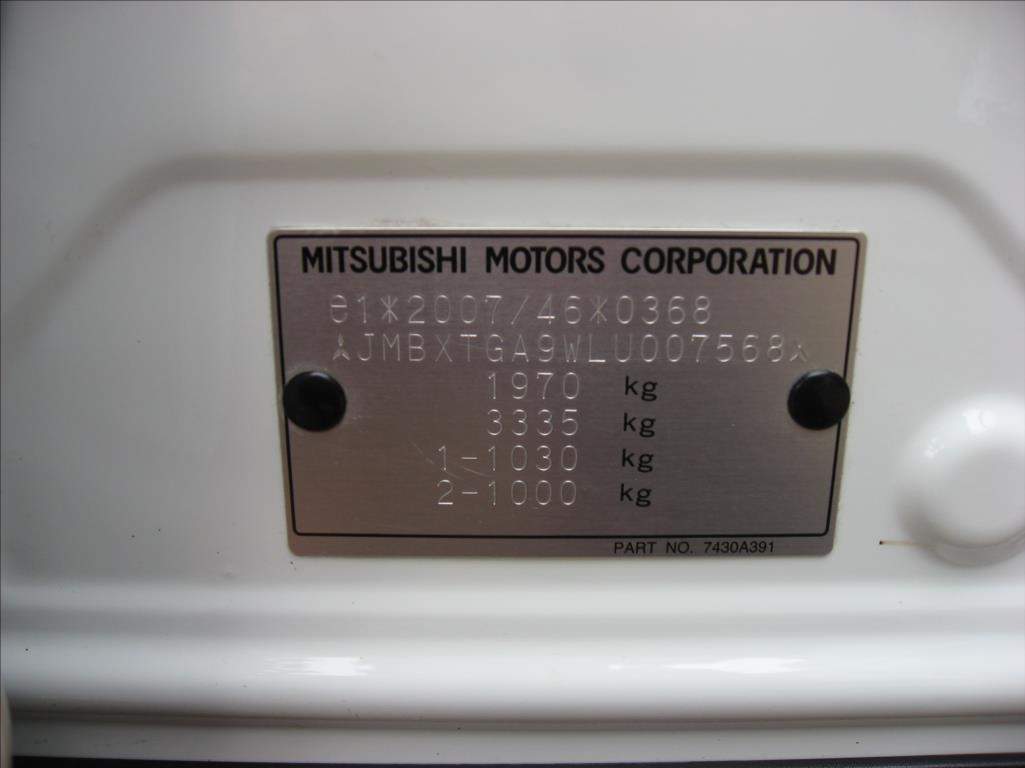 MITSUBISHI MOTORS CORPORATION
e1*2007/46*0368
JMBXTGA9WLU007568
1970 kg
3335 kg
1-1030 kg
2-1000 kg
PART NO. 7430A391